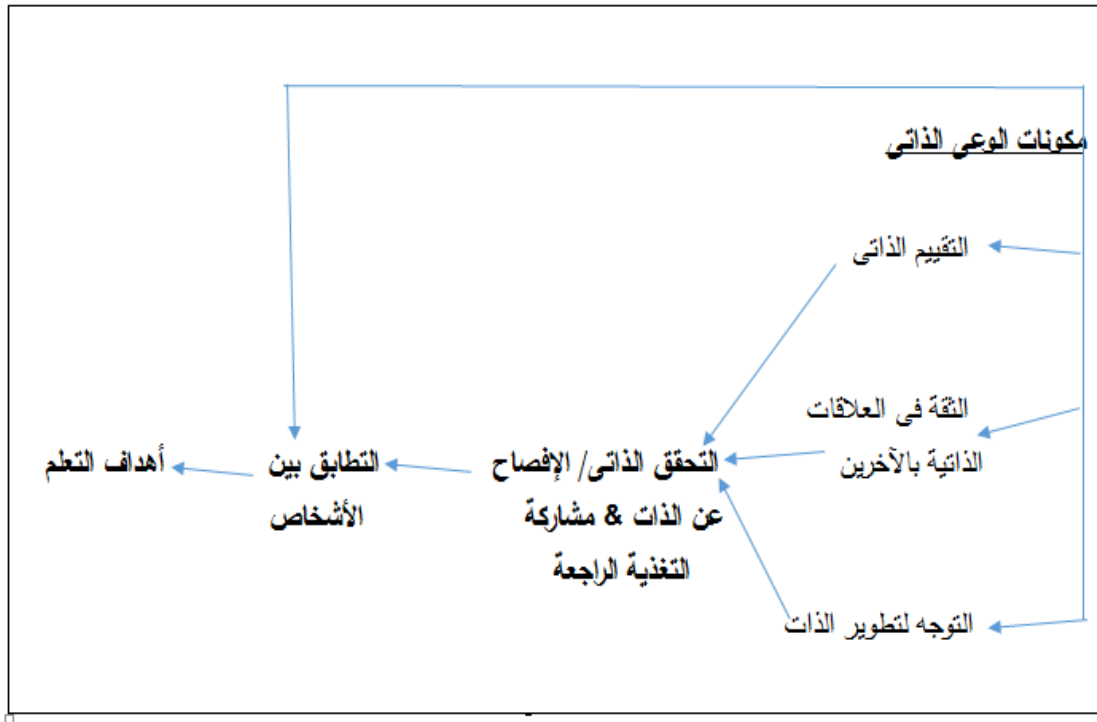 مكونات الوعى الذاتى
التقييم الذاتى
الثقة فى العلاقات
الذاتية بالآخرين
التحقق الذاتى/ الإفصاح
عن الذات & مشاركة
التغذية الراجعة
التطابق بين
الأشخاص
أهداف التعلم
التوجه لتطوير الذات